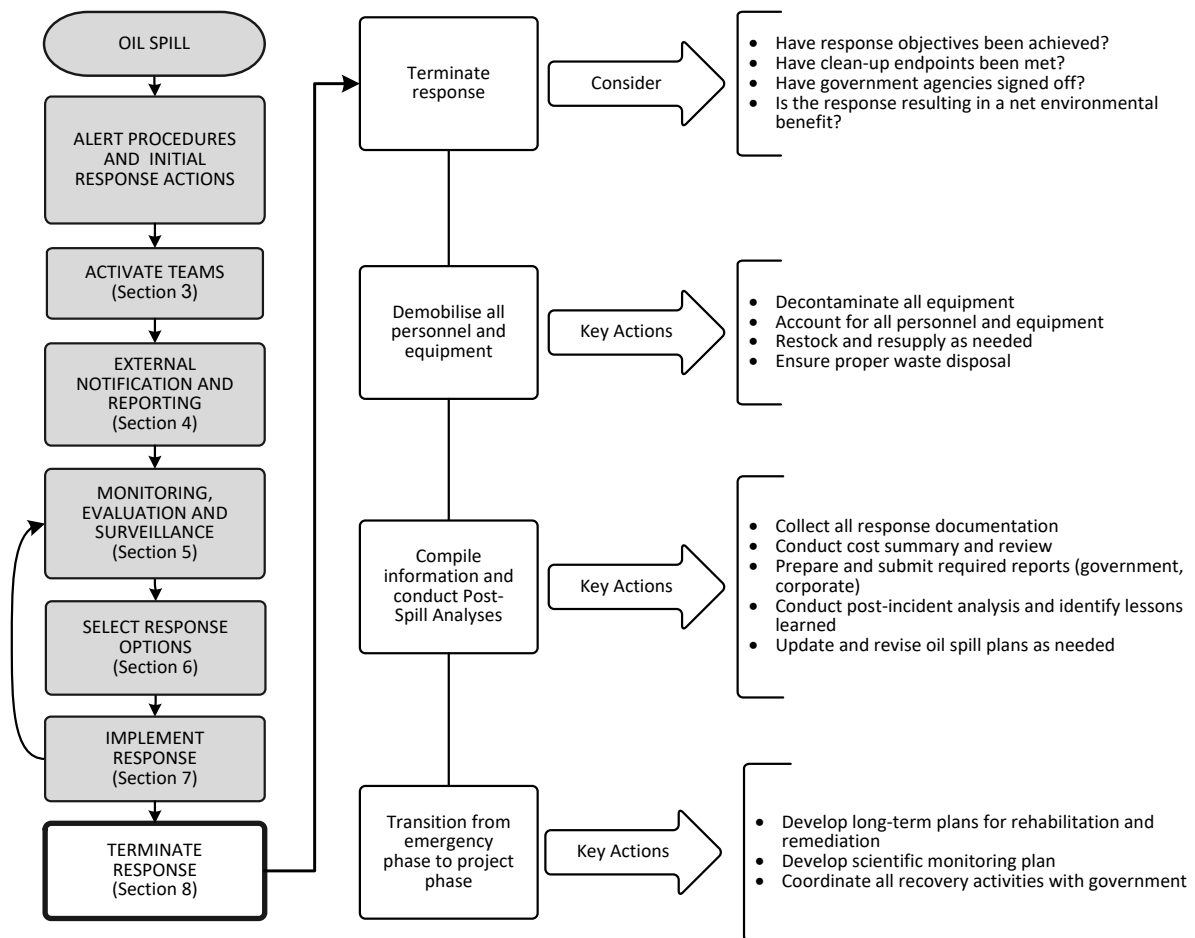 OIL SPILL
ALERT PROCEDURES
AND INITIAL
RESPONSE ACTIONS
ACTIVATE TEAMS
(Section 3)
EXTERNAL
NOTIFICATION AND
REPORTING
(Section 4)
MONITORING,
EVALUATION AND
SURVEILLANCE
(Section 5)
SELECT RESPONSE
OPTIONS
(Section 6)
IMPLEMENT
RESPONSE
(Section 7)
TERMINATE
RESPONSE
(Section 8)
Terminate
response
Consider
• Have response objectives been achieved?
• Have clean-up endpoints been met?
• Have government agencies signed off?
• Is the response resulting in a net environmental
benefit?
Demobilise all
personnel and
equipment
Key Actions
• Decontaminate all equipment
• Account for all personnel and equipment
• Restock and resupply as needed
• Ensure proper waste disposal
Compile
information and
conduct Post-
Spill Analyses
Key Actions
• Collect all response documentation
• Conduct cost summary and review
• Prepare and submit required reports (government,
corporate)
• Conduct post-incident analysis and identify lessons
learned
• Update and revise oil spill plans as needed
Transition from
emergency
phase to project
phase
Key Actions
• Develop long-term plans for rehabilitation and
remediation
• Develop scientific monitoring plan
• Coordinate all recovery activities with government